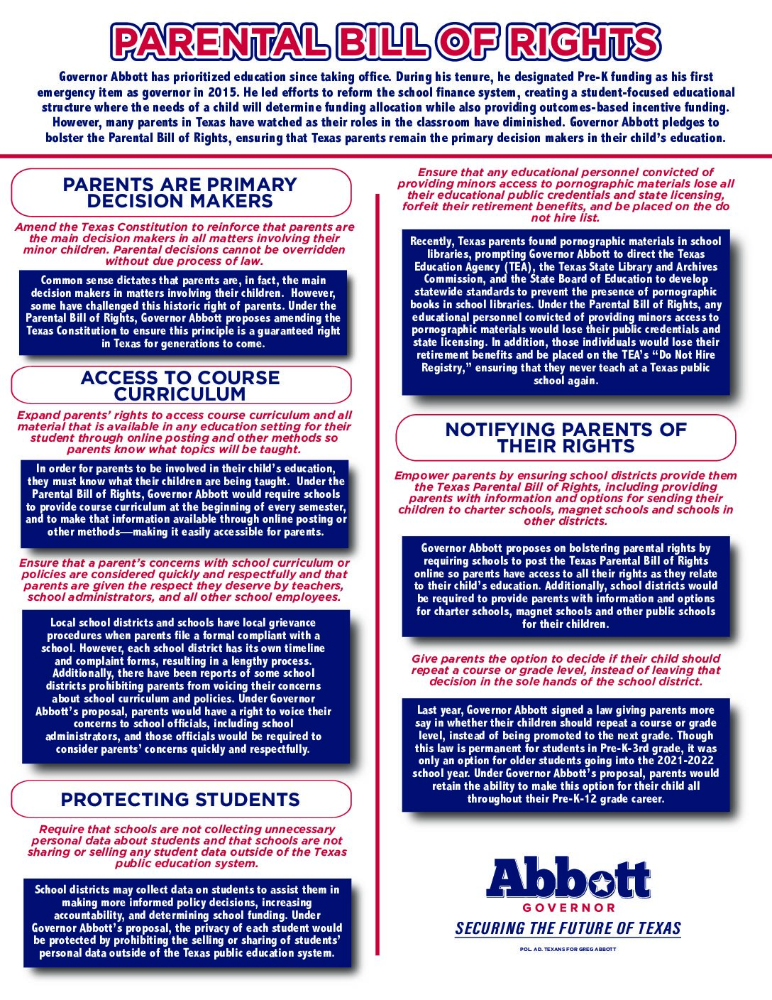 PARENTAL BILL OF RIGHTS
Governor Abbott has prioritized education since taking office. During his tenure, he designated Pre-K funding as his first
emergency item as governor in 2015. He led efforts to reform the school finance system, creating a student-focused educational
structure where the needs of a child will determine funding allocation while also providing outcomes-based incentive funding.
However, many parents in Texas have watched as their roles in the classroom have diminished. Governor Abbott pledges to
bolster the Parental Bill of Rights, ensuring that Texas parents remain the primary decision makers in their child's education.
PARENTS ARE PRIMARY
DECISION MAKERS
Amend the Texas Constitution to reinforce that parents are
the main decision makers in all matters involving their
minor children. Parental decisions cannot be overridden
without due process of law.
Common sense dictates that parents are, in fact, the main
decision makers in matters involving their children. However,
some have challenged this historic right of parents. Under the
Parental Bill of Rights, Governor Abbott proposes amending the
Texas Constitution to ensure this principle is a guaranteed right
in Texas for generations to come.
ACCESS TO COURSE
CURRICULUM
Expand parents' rights to access course curriculum and all
material that is available in any education setting for their
student through online posting and other methods so
parents know what topics will be taught.
In order for parents to be involved in their child's education,
they must know what their children are being taught. Under the
Parental Bill of Rights, Governor Abbott would require schools
to provide course curriculum at the beginning of every semester,
and to make that information available through online posting or
other methods—making it easily accessible for parents.
Ensure that a parent's concerns with school curriculum or
policies are considered quickly and respectfully and that
parents are given the respect they deserve by teachers,
school administrators, and all other school employees.
Local school districts and schools have local grievance
procedures when parents file a formal compliant with a
school. However, each school district has its own timeline
and complaint forms, resulting in a lengthy process.
Additionally, there have been reports of some school
districts prohibiting parents from voicing their concerns
about school curriculum and policies. Under Governor
Abbott's proposal, parents would have a right to voice their
concerns to school officials, including school
administrators, and those officials would be required to
consider parents' concerns quickly and respectfully.
PROTECTING STUDENTS
Require that schools are not collecting unnecessary
personal data about students and that schools are not
sharing or selling any student data outside of the Texas
public education system.
School districts may collect data on students to assist them in
making more informed policy decisions, increasing
accountability, and determining school funding. Under
Governor Abbott's proposal, the privacy of each student would
be protected by prohibiting the selling or sharing of students'
personal data outside of the Texas public education system.
Ensure that any educational personnel convicted of
providing minors access to pornographic materials lose all
their educational public credentials and state licensing,
forfeit their retirement benefits, and be placed on the do
not hire list.
Recently, Texas parents found pornographic materials in school
libraries, prompting Governor Abbott to direct the Texas
Education Agency (TEA), the Texas State Library and Archives
Commission, and the State Board of Education to develop
statewide standards to prevent the presence of pornographic
books in school libraries. Under the Parental Bill of Rights, any
educational personnel convicted of providing minors access to
pornographic materials would lose their public credentials and
state licensing. In addition, those individuals would lose their
retirement benefits and be placed on the TEA's "Do Not Hire
Registry," ensuring that they never teach at a Texas public
school again.
NOTIFYING PARENTS OF
THEIR RIGHTS
Empower parents by ensuring school districts provide them
the Texas Parental Bill of Rights, including providing
parents with information and options for sending their
children to charter schools, magnet schools and schools in
other districts.
Governor Abbott proposes on bolstering parental rights by
requiring schools to post the Texas Parental Bill of Rights
online so parents have access to all their rights as they relate
to their child's education. Additionally, school districts would
be required to provide parents with information and options
for charter schools, magnet schools and other public schools
for their children.
Give parents the option to decide if their child should
repeat a course or grade level, instead of leaving that
decision in the sole hands of the school district.
Last year, Governor Abbott signed a law giving parents more
say in whether their children should repeat a course or grade
level, instead of being promoted to the next grade. Though
this law is permanent for students in Pre-K-3rd grade, it was
only an option for older students going into the 2021-2022
school year. Under Governor Abbott's proposal, parents would
retain the ability to make this option for their child all
throughout their Pre-K-12 grade career.
Abbott
GOVERNOR
SECURING THE FUTURE OF TEXAS
POL. AD. TEXANS FOR GREG ABBOTT